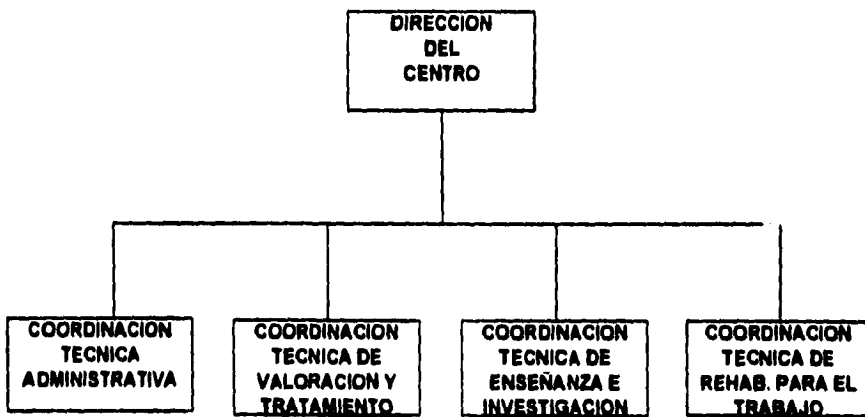 DIRECCION
DEL
CENTRO
COORDINACION
TECNICA
ADMINISTRATIVA
COORDINACION
TECNICA DE
VALORACION Y
TRATAMIENTO
COORDINACION
TECNICA DE
ENSEÑANZA E
INVESTIGACION
COORDINACION
TECNICA DE
REHAB. PARA EL
TRABAJO